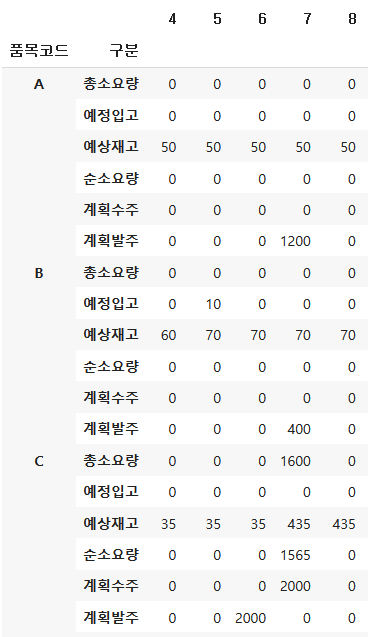 4 5 6 7 8
품목코드 구분
A 총소요량 0 0 0 0 0
예정입고 0 0 0 0 0
예상재고 50 50 50 50 50
순소요량 0 0 0 0 0
계획수주 0 0 0 0 0
계획발주 0 0 0 1200 0
B 총소요량 0 0 0 0 0
예정입고 0 10 0 0 0
예상재고 60 70 70 70 70
순소요량 0 0 0 0 0
계획수주 0 0 0 0 0
계획발주 0 0 0 400 0
C 총소요량 0 0 0 1600 0
예정입고 0 0 0 0 0
예상재고 35 35 35 435 435
순소요량 0 0 0 1565 0
계획수주 0 0 0 2000 0
계획발주 0 0 2000 0 0